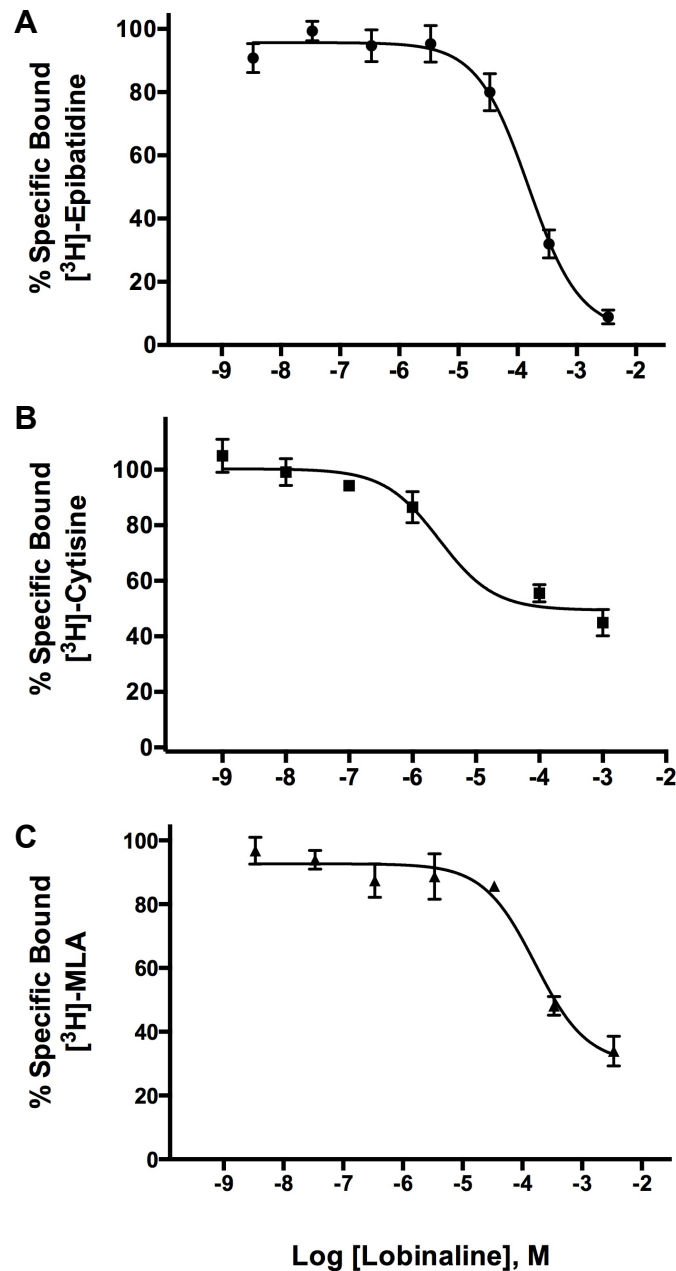 A
% Specific Bound
[³H]-Epibatidine
100
80
60
40
20
0
-9 -8 -7 -6 -5 -4 -3 -2
B
% Specific Bound
[³H]-Cytisine
100
80
60
40
20
0
-9 -8 -7 -6 -5 -4 -3 -2
C
% Specific Bound
[³H]-MLA
100
80
60
40
20
0
-9 -8 -7 -6 -5 -4 -3 -2
Log [Lobinaline], M